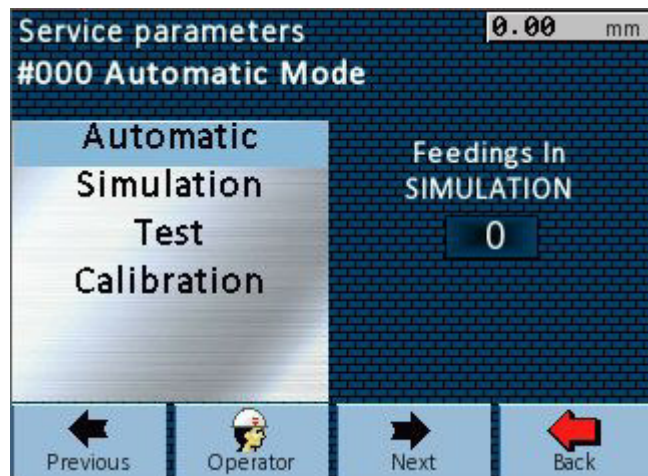 Service parameters
0.00 mm
#000 Automatic Mode
Automatic
Simulation
Test
Calibration
Feedings In
SIMULATION
0
Previous
Operator
Next
Back